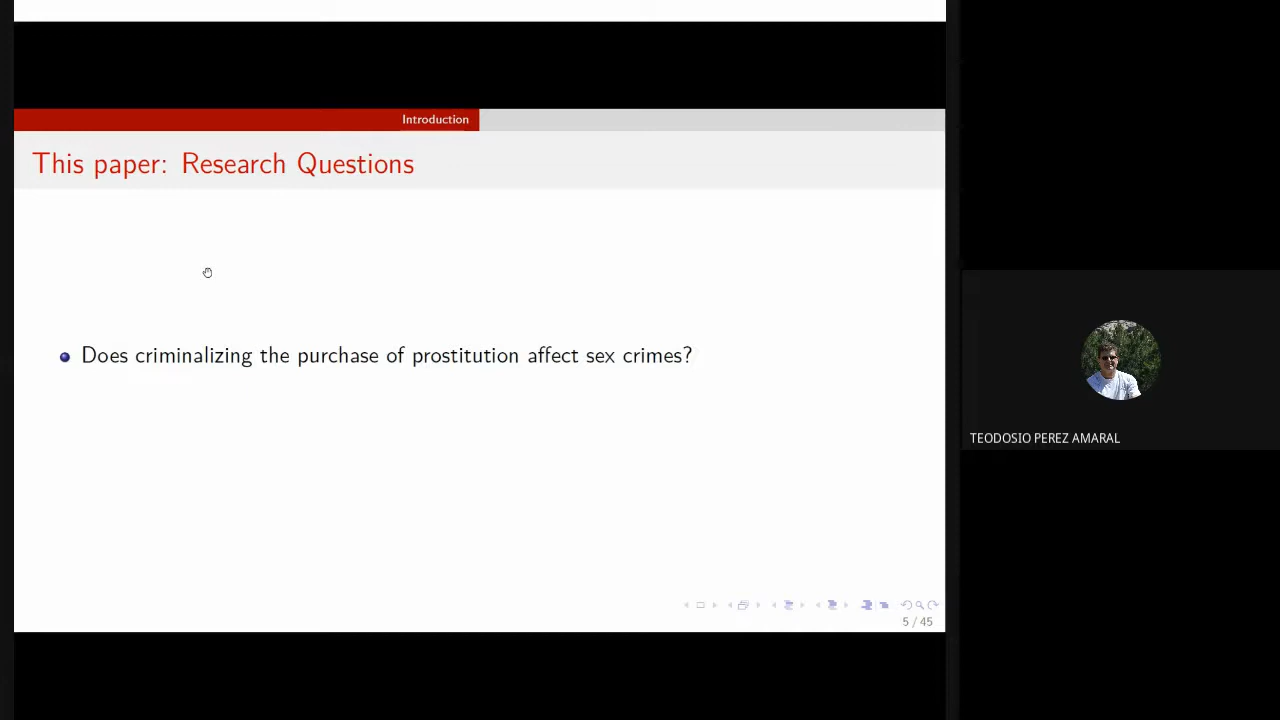 Introduction
This paper: Research Questions
Does criminalizing the purchase of prostitution affect sex crimes?
TEODOSIO PEREZ AMARAL
5 / 45